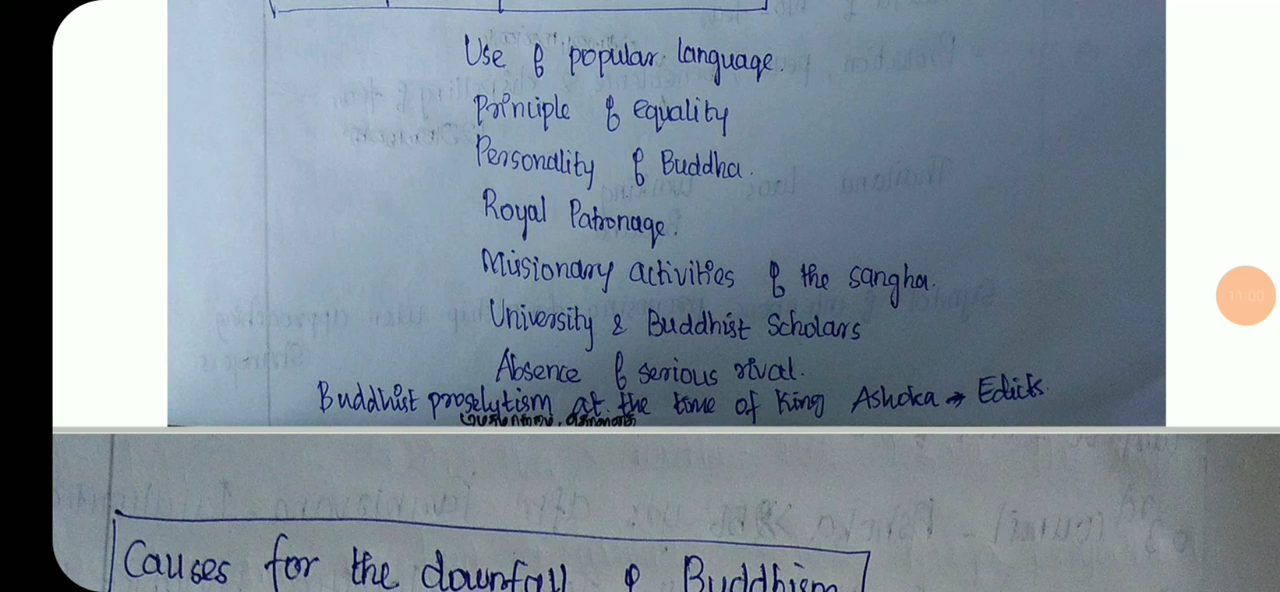 Use of popular language.
Principle of equality
Personality of Buddha.
Royal Patronage.
Missionary activities of the sangha.
University & Buddhist Scholars
Absence of serious rival.
Buddhist proselytism at the time of King Ashoka → Edicts.
11:00
Causes for the downfall of Buddhism